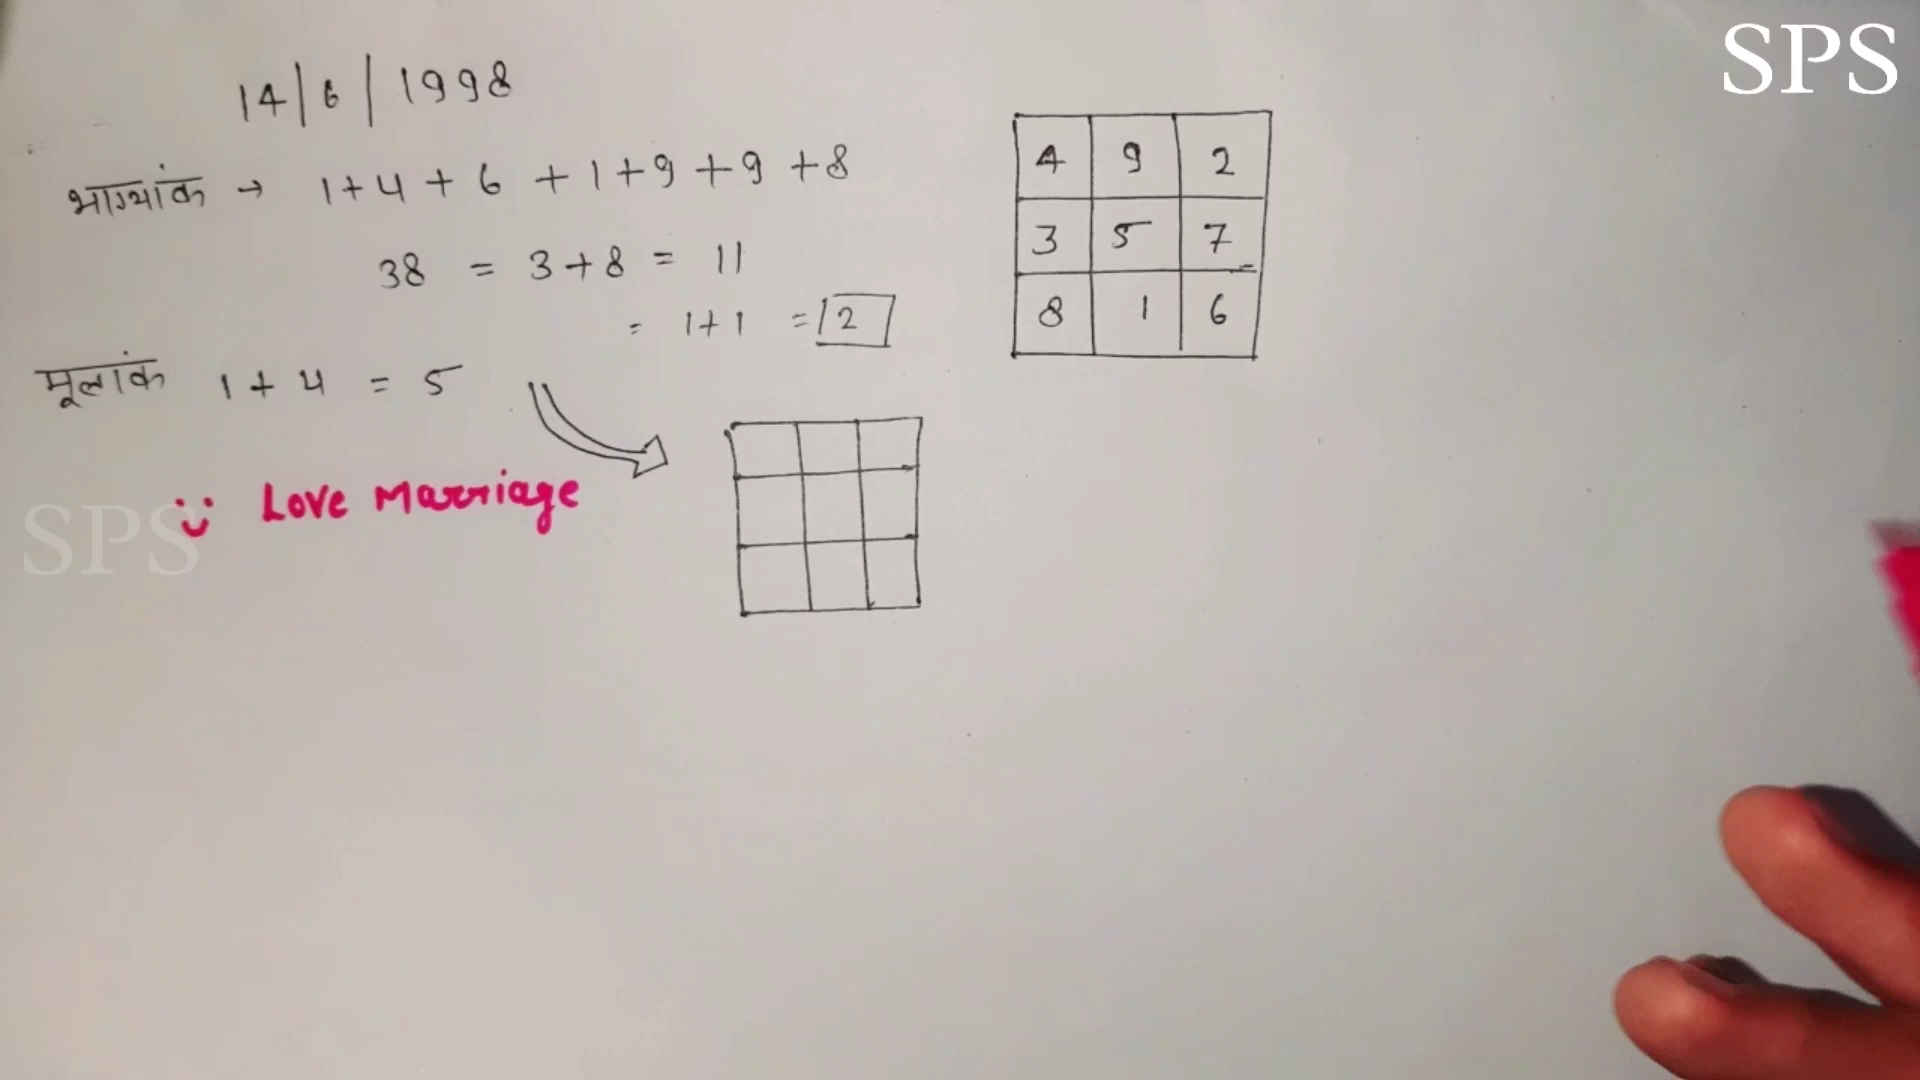 SPS
14/6/1998
भाग्यांक → 1+4+6+1+9+9+8
38 = 3+8 = 11
= 1+1 = 2
मूलांक 1+4 = 5
Love Marriage
SPS
4 9 2
3 5 7
8 1 6